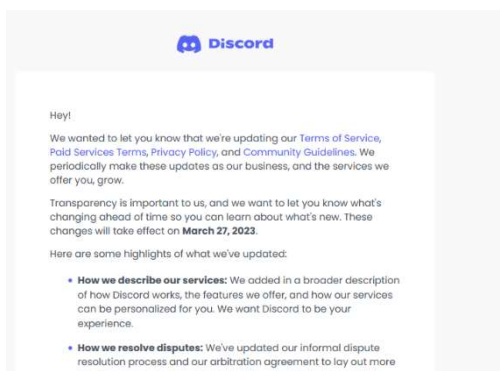 Discord
Hey!
We wanted to let you know that we're updating our Terms of Service,
Paid Services Terms, Privacy Policy, and Community Guidelines. We
periodically make these updates as our business, and the services we
offer you, grow.
Transparency is important to us, and we want to let you know what's
changing ahead of time so you can learn about what's new. These
changes will take effect on March 27, 2023.
Here are some highlights of what we've updated:
• How we describe our services: We added in a broader description
of how Discord works, the features we offer, and how our services
can be personalized for you. We want Discord to be your
experience.
• How we resolve disputes: We've updated our informal dispute
resolution process and our arbitration agreement to lay out more